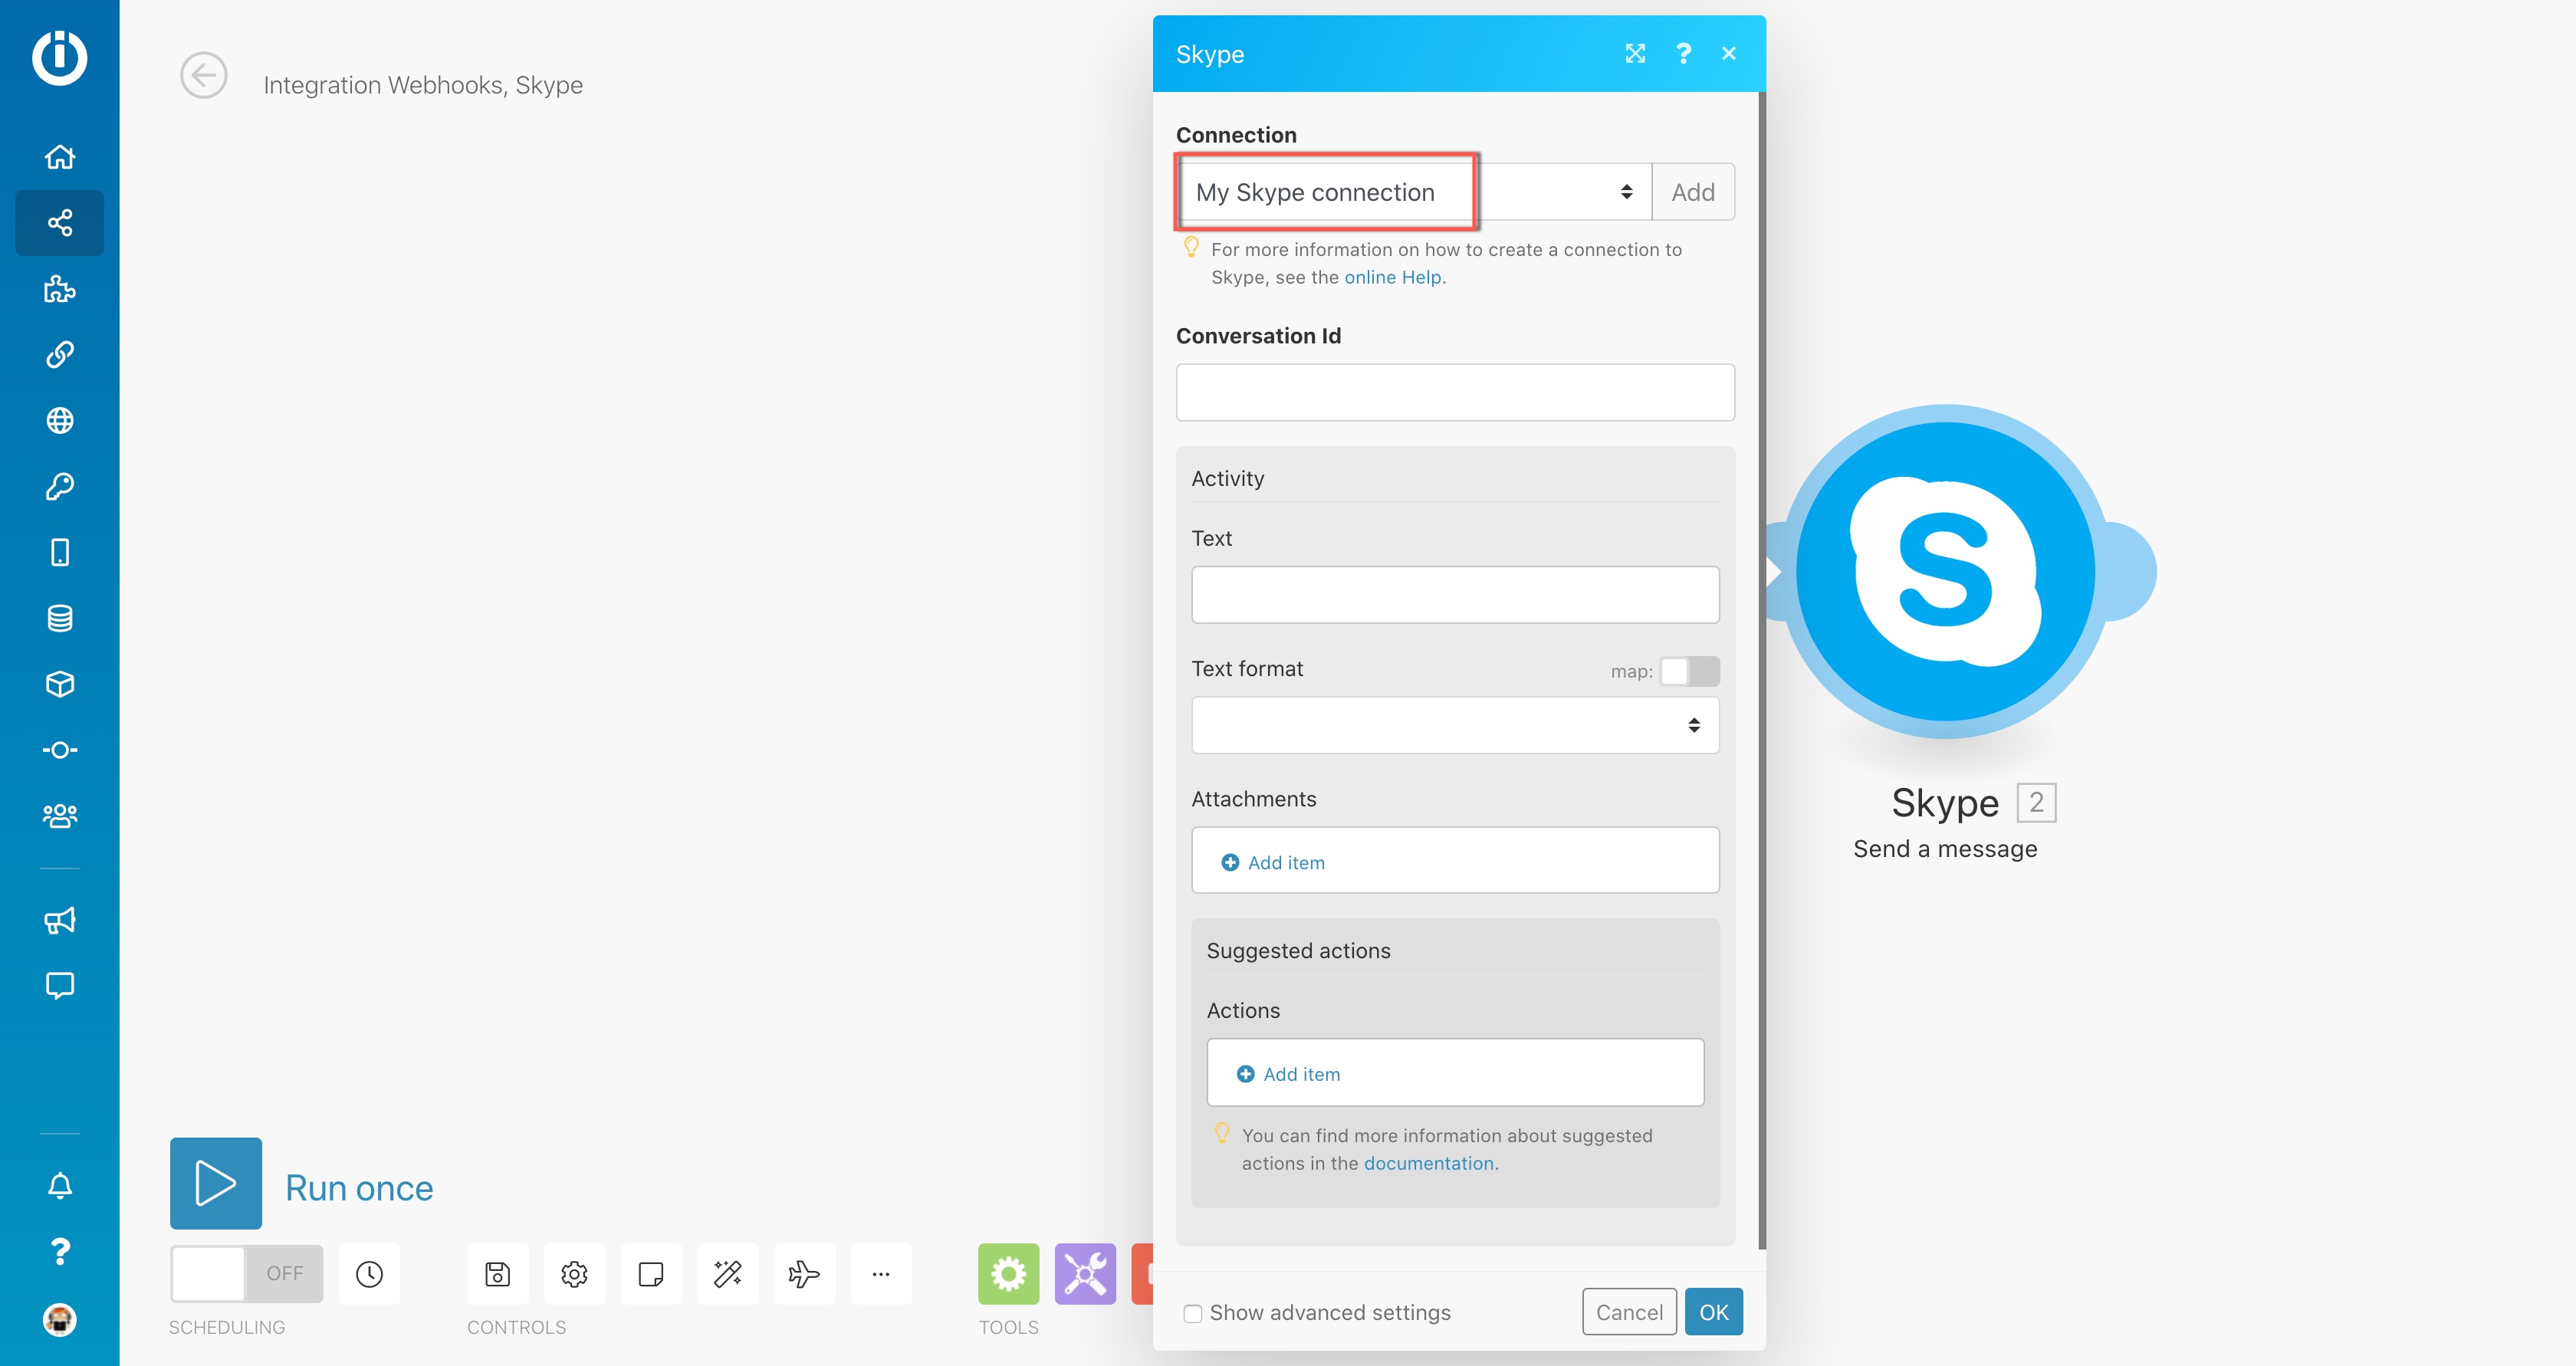 Integration Webhooks, Skype
Skype
Connection
My Skype connection
Add
For more information on how to create a connection to
Skype, see the online Help.
Conversation Id
Activity
Text
Text format
map:
Attachments
Add item
Suggested actions
Actions
Add item
You can find more information about suggested
actions in the documentation.
Show advanced settings
Cancel
OK
S
Skype 2
Send a message
Run once
OFF
SCHEDULING
CONTROLS
TOOLS